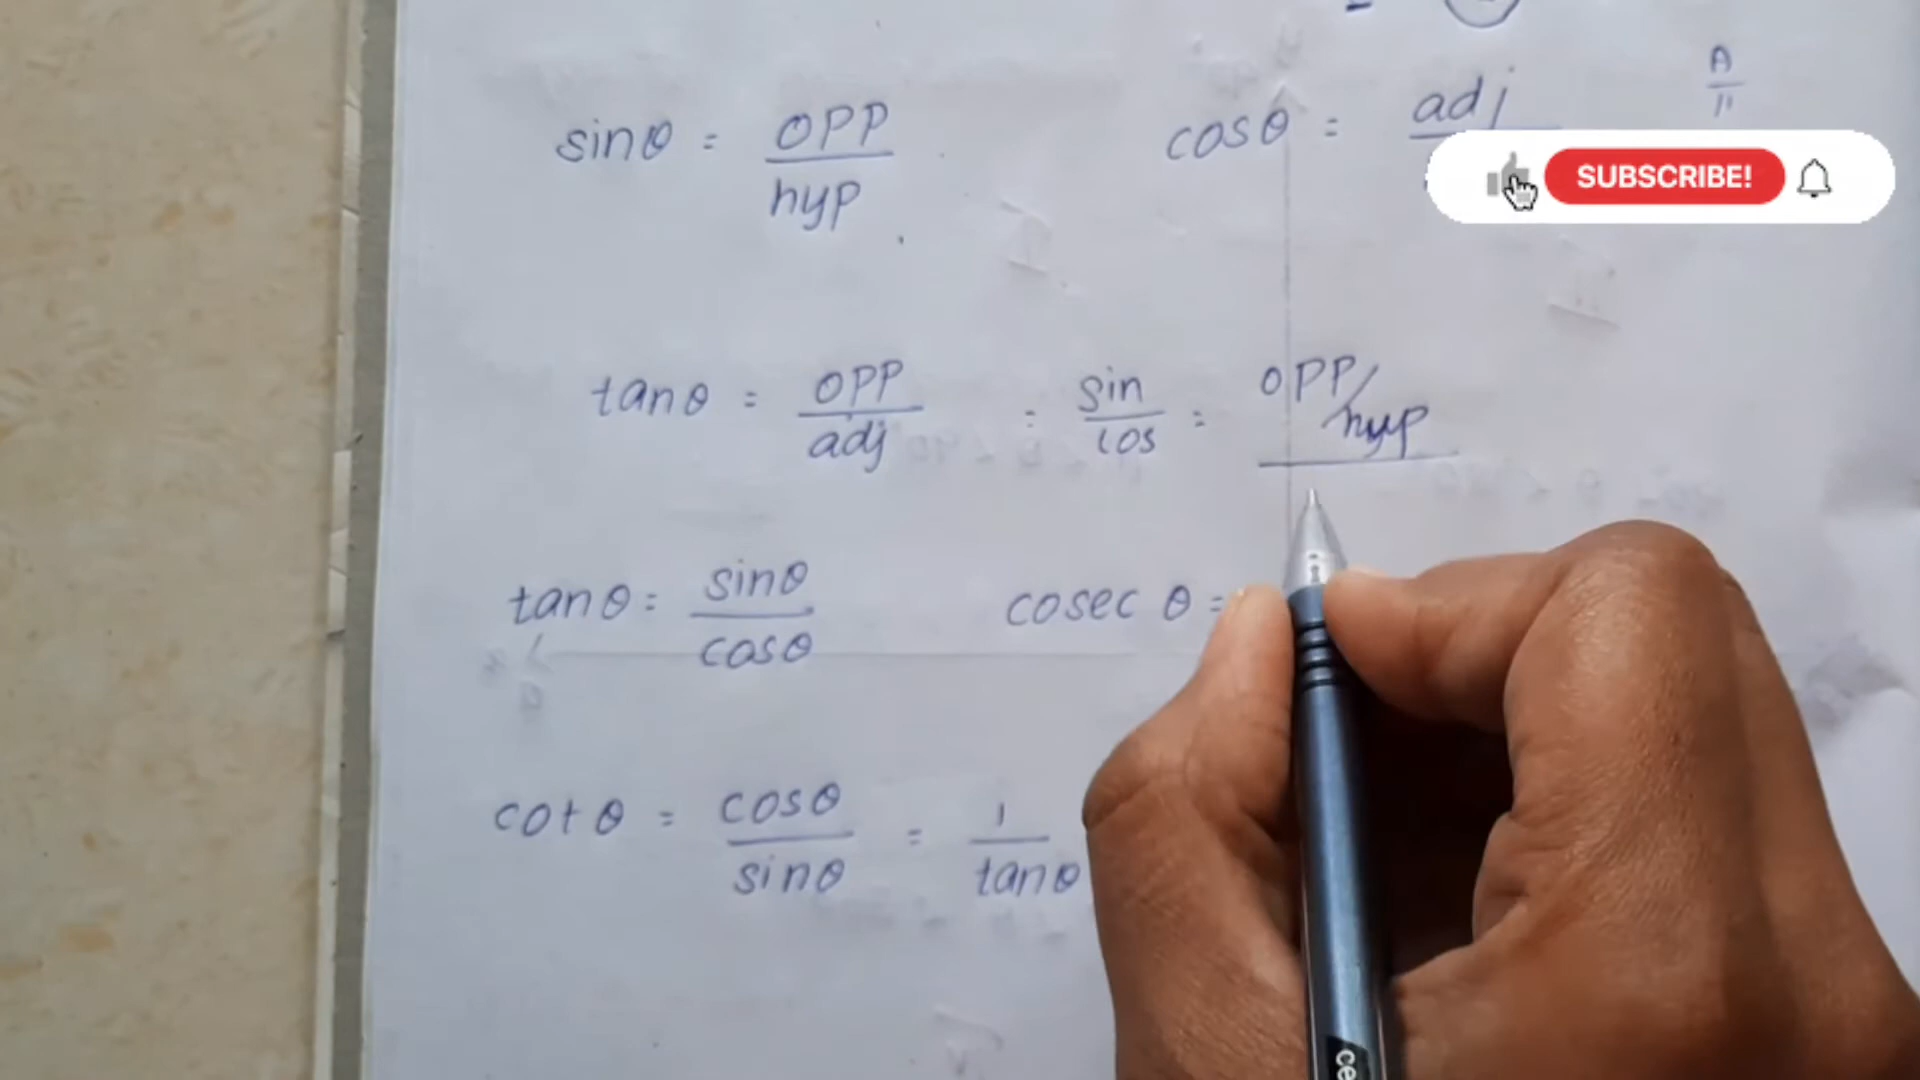 A
sinθ = OPP cosθ = adj
hyp
SUBSCRIBE!
tanθ = OPP = sin = OPP/hyp
adj cos
tanθ = sinθ cosec θ =
cosθ
cotθ = cosθ = 1
sinθ tanθ
ce